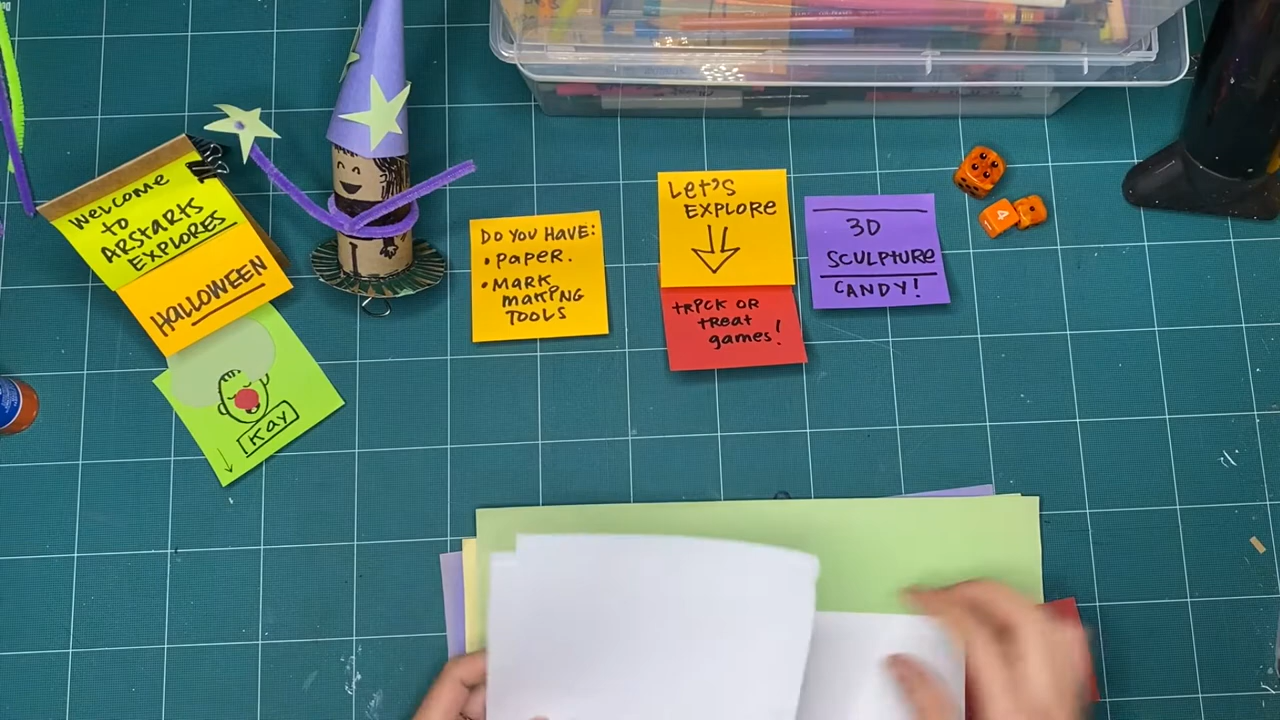 Welcome
to
ARSTARTS
EXPLORES
HALLOWEEN
KAY
DO YOU HAVE:
• PAPER.
• MARK
MAKING
TOOLS
LET'S
EXPLORE
TRICK OR
TREAT
games!
3D
SCULPTURE
CANDY!
4